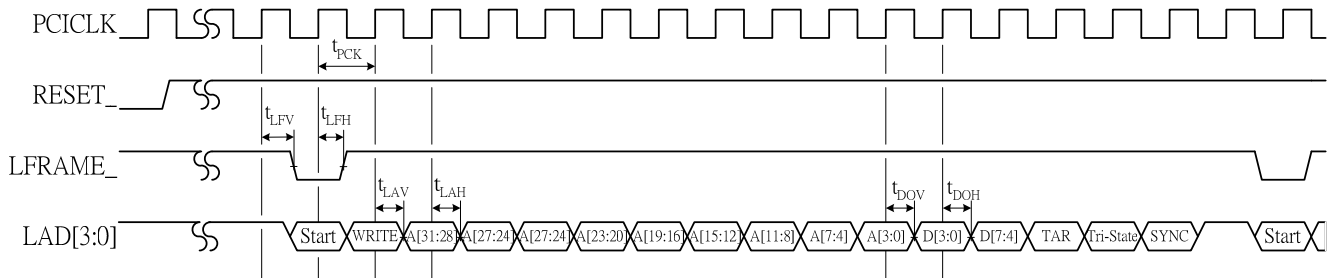 PCICLK
t_PCK
RESET_
t_LFV t_LFH
LFRAME_
t_LAV t_LAH t_DOV t_DOH
LAD[3:0] Start WRITE A[31:28] A[27:24] A[27:24] A[23:20] A[19:16] A[15:12] A[11:8] A[7:4] A[3:0] D[3:0] D[7:4] TAR Tri-State SYNC Start